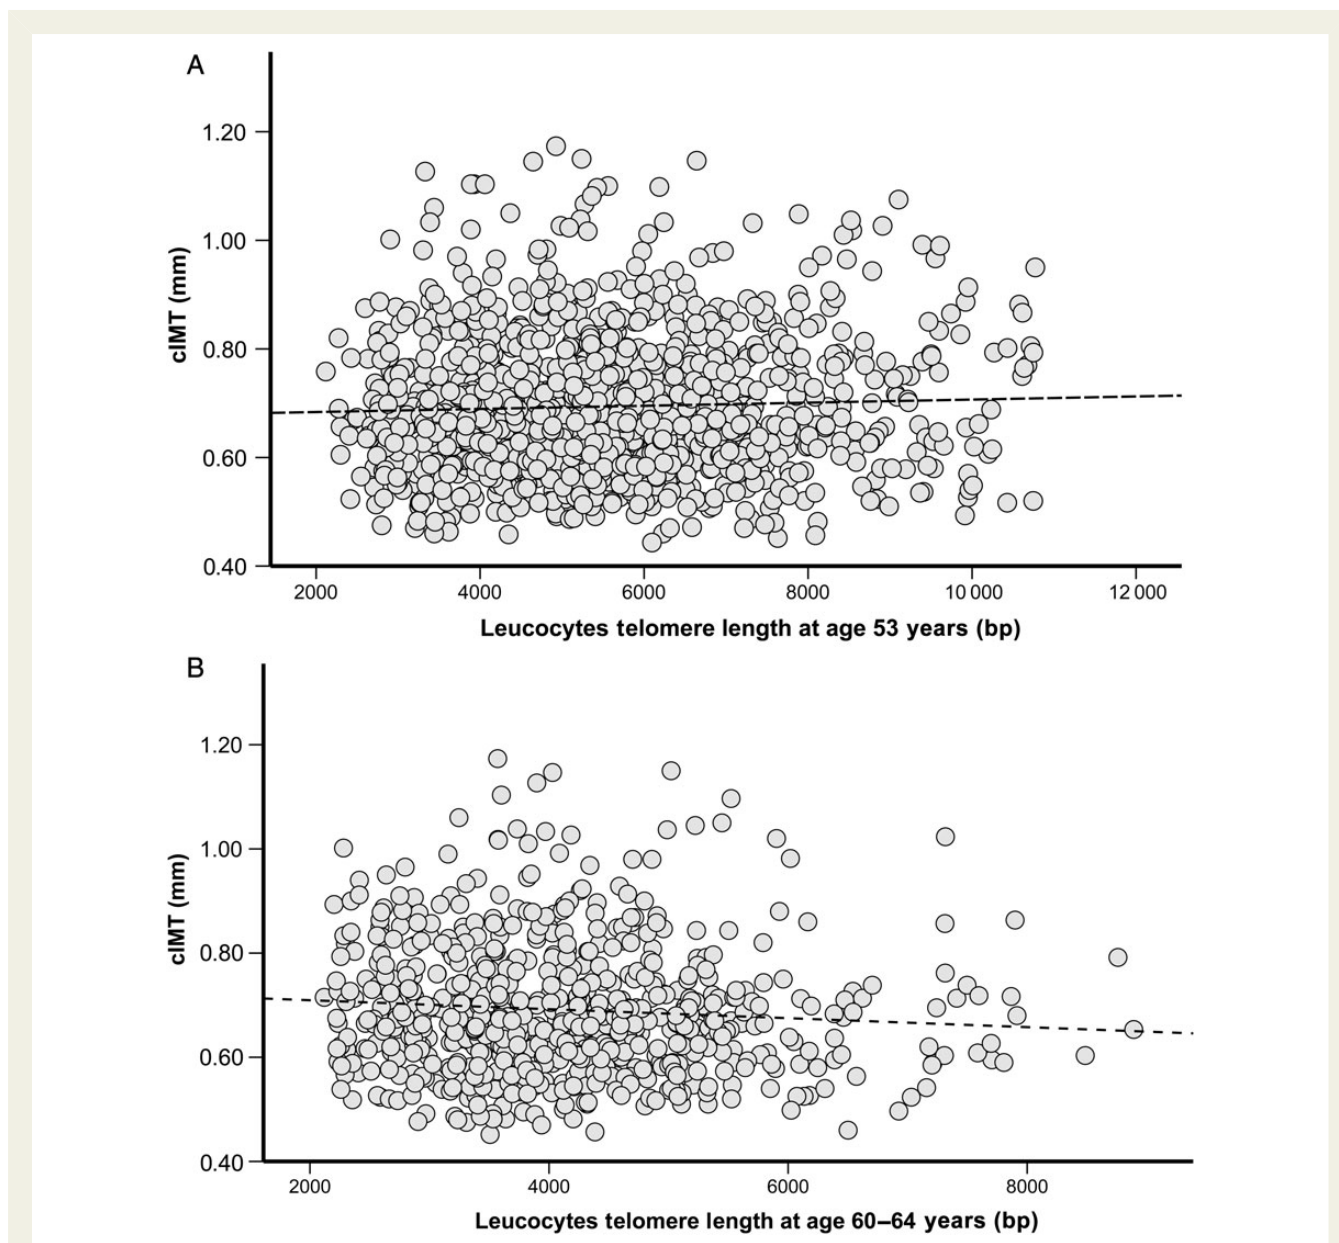 A
1.20
1.00
0.80
0.60
0.40
cIMT (mm)
2000 4000 6000 8000 10 000 12 000
Leucocytes telomere length at age 53 years (bp)
B
1.20
1.00
0.80
0.60
0.40
cIMT (mm)
2000 4000 6000 8000
Leucocytes telomere length at age 60–64 years (bp)